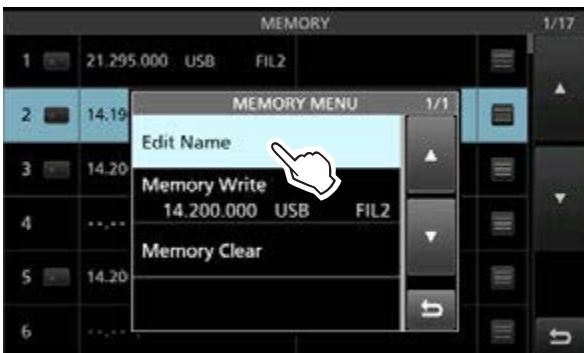 MEMORY 1/17
1 21.295.000 USB FIL2
MEMORY MENU 1/1
2 14.19
Edit Name
3 14.20
Memory Write
14.200.000 USB FIL2
4 --.--
Memory Clear
5 14.20
6 --.--